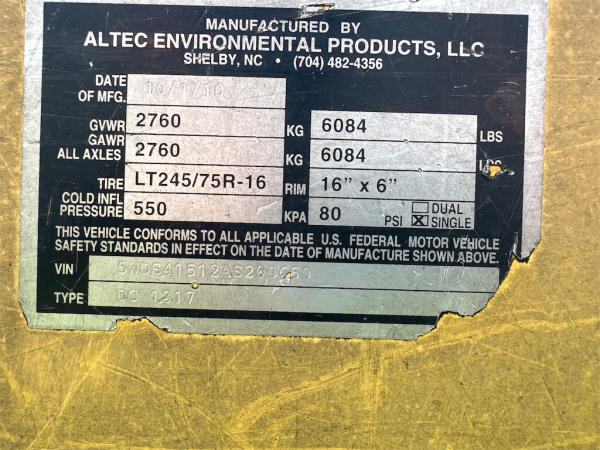 MANUFACTURED BY
ALTEC ENVIRONMENTAL PRODUCTS, LLC
SHELBY, NC • (704) 482-4356
DATE OF MFG. 10/1/10
GVWR 2760 KG 6084 LBS
GAWR ALL AXLES 2760 KG 6084 LBS
TIRE LT245/75R-16 RIM 16" x 6"
COLD INFL PRESSURE 550 KPA 80 PSI ☐ DUAL ☒ SINGLE
THIS VEHICLE CONFORMS TO ALL APPLICABLE U.S. FEDERAL MOTOR VEHICLE
SAFETY STANDARDS IN EFFECT ON THE DATE OF MANUFACTURE SHOWN ABOVE.
VIN
TYPE DC 1317